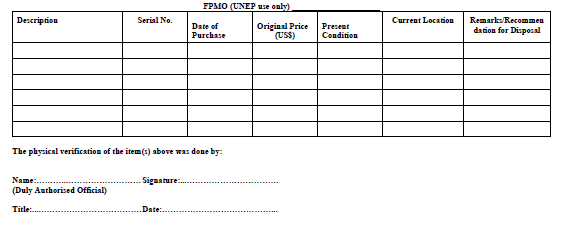 FPMO (UNEP use only) ____________________
Description Serial No. Date of Purchase Original Price (US$) Present Condition Current Location Remarks/Recommendation for Disposal
The physical verification of the item(s) above was done by:
Name:................................... Signature:..................................
(Duly Authorised Official)
Title:...................................Date:.......................................